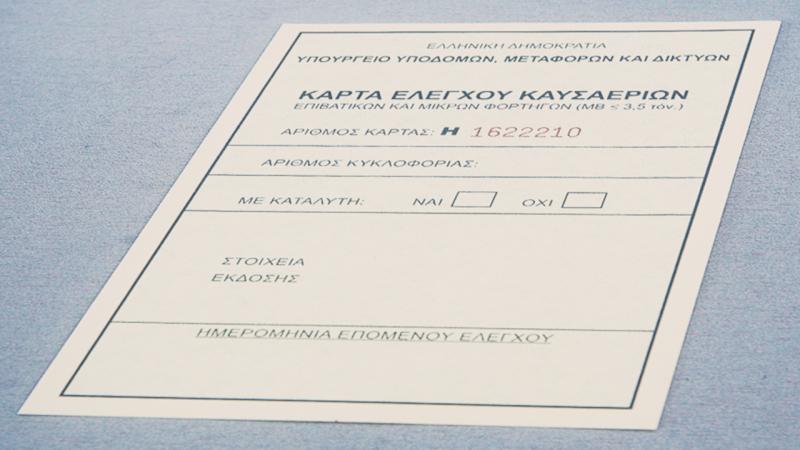 ΕΛΛΗΝΙΚΗ ΔΗΜΟΚΡΑΤΙΑ
ΥΠΟΥΡΓΕΙΟ ΥΠΟΔΟΜΩΝ, ΜΕΤΑΦΟΡΩΝ ΚΑΙ ΔΙΚΤΥΩΝ
ΚΑΡΤΑ ΕΛΕΓΧΟΥ ΚΑΥΣΑΕΡΙΩΝ
ΕΠΙΒΑΤΙΚΩΝ ΚΑΙ ΜΙΚΡΩΝ ΦΟΡΤΗΓΩΝ (ΜΒ ≤ 3,5 τόν.)
ΑΡΙΘΜΟΣ ΚΑΡΤΑΣ: Η 1622210
ΑΡΙΘΜΟΣ ΚΥΚΛΟΦΟΡΙΑΣ:
ΜΕ ΚΑΤΑΛΥΤΗ: ΝΑΙ ΟΧΙ
ΣΤΟΙΧΕΙΑ
ΕΚΔΟΣΗΣ
ΗΜΕΡΟΜΗΝΙΑ ΕΠΟΜΕΝΟΥ ΕΛΕΓΧΟΥ